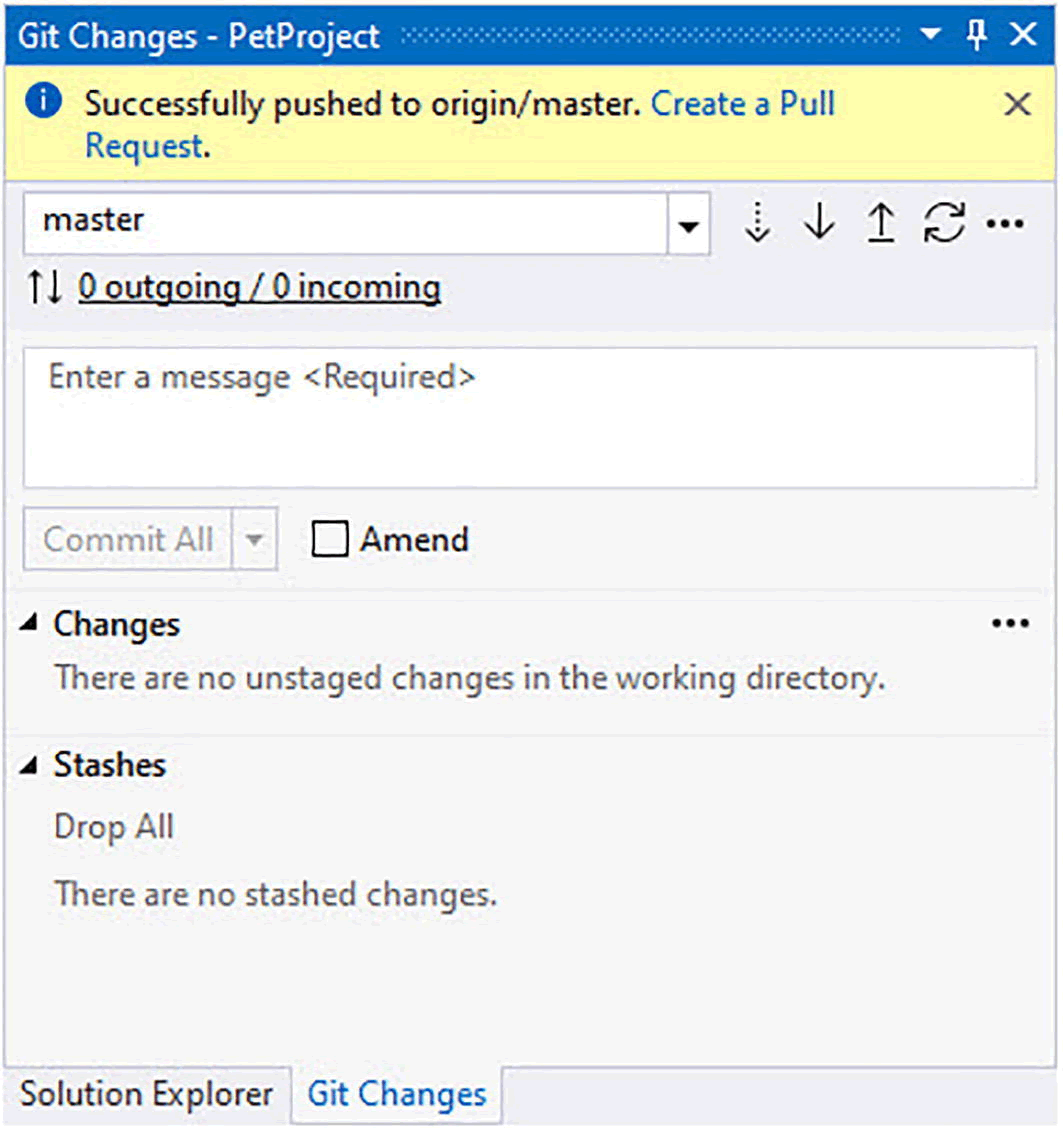 Git Changes - PetProject
Successfully pushed to origin/master. Create a Pull
Request.
master
0 outgoing / 0 incoming
Enter a message <Required>
Commit All
Amend
Changes
There are no unstaged changes in the working directory.
Stashes
Drop All
There are no stashed changes.
Solution Explorer
Git Changes